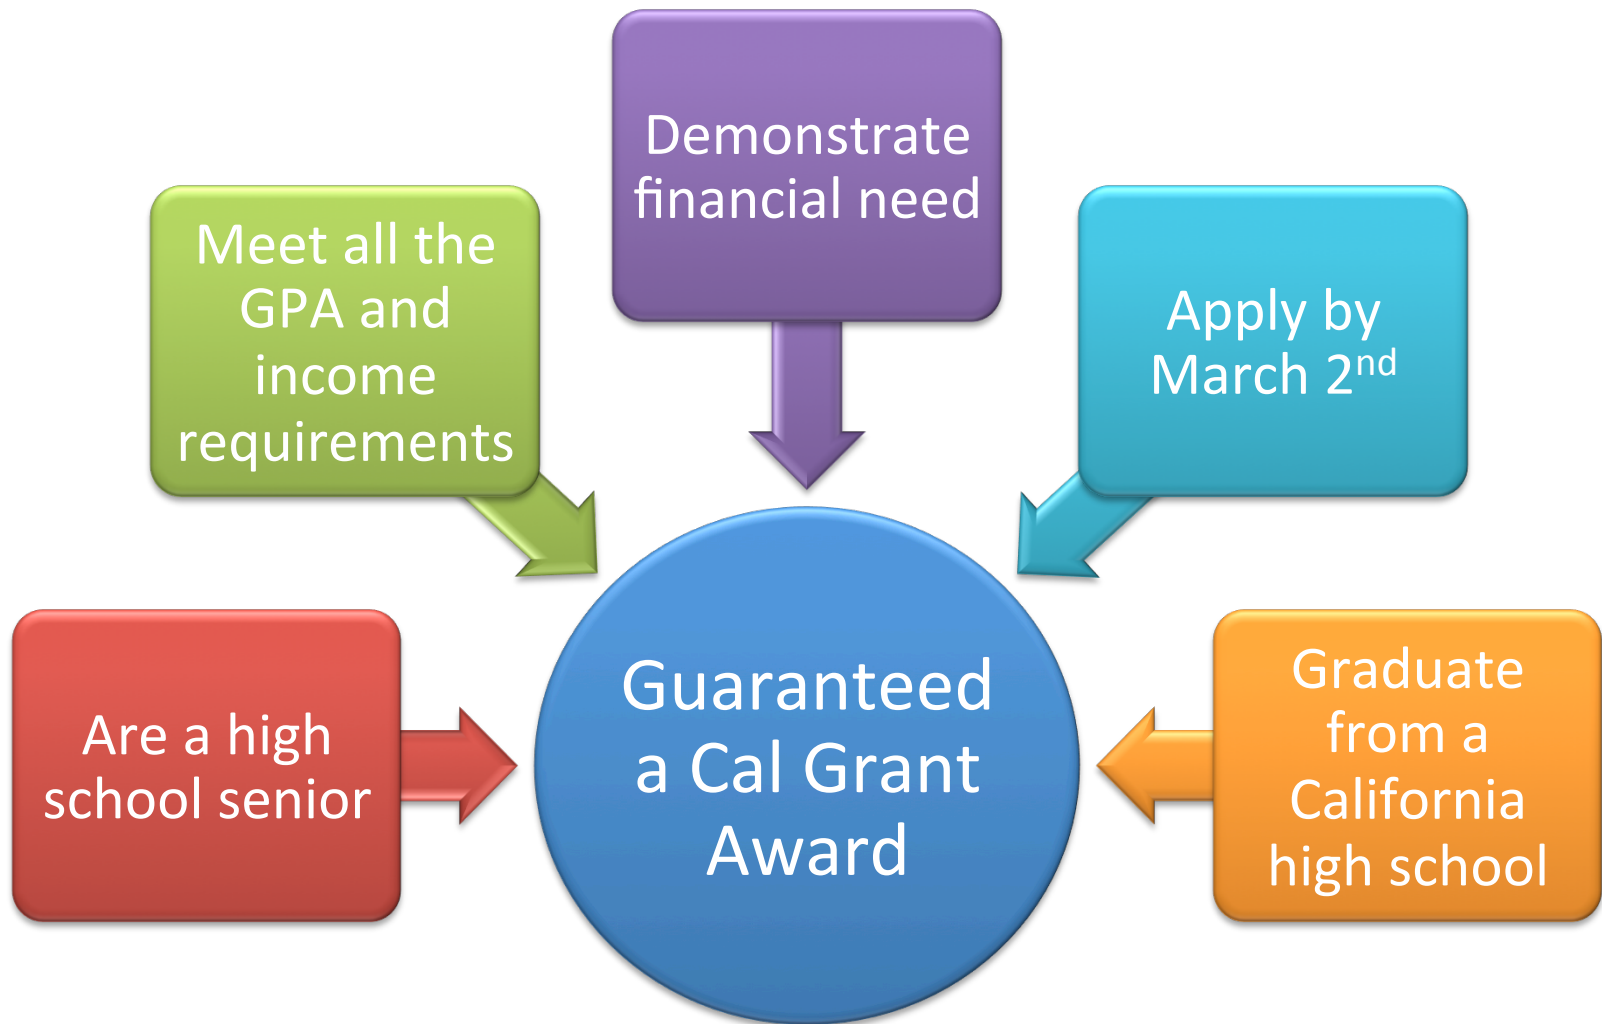 Demonstrate
financial need
Meet all the
GPA and
income
requirements
Apply by
March 2nd
Are a high
school senior
Guaranteed
a Cal Grant
Award
Graduate
from a
California
high school